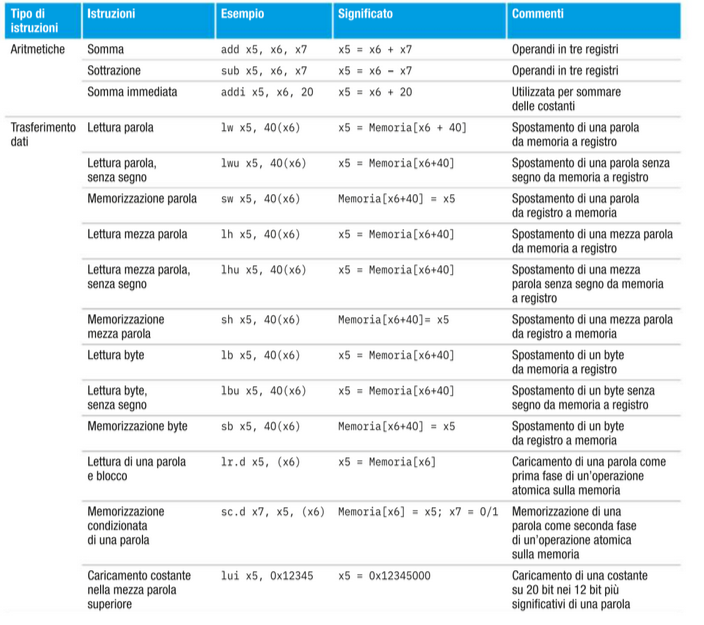 Tipo di istruzioni Istruzioni Esempio Significato Commenti
Aritmetiche Somma add x5, x6, x7 x5 = x6 + x7 Operandi in tre registri
Sottrazione sub x5, x6, x7 x5 = x6 − x7 Operandi in tre registri
Somma immediata addi x5, x6, 20 x5 = x6 + 20 Utilizzata per sommare
delle costanti
Trasferimento dati Lettura parola lw x5, 40(x6) x5 = Memoria[x6 + 40] Spostamento di una parola
da memoria a registro
Lettura parola, lwu x5, 40(x6) x5 = Memoria[x6+40] Spostamento di una parola senza
senza segno segno da memoria a registro
Memorizzazione parola sw x5, 40(x6) Memoria[x6+40] = x5 Spostamento di una parola
da registro a memoria
Lettura mezza parola lh x5, 40(x6) x5 = Memoria[x6+40] Spostamento di una mezza parola
da memoria a registro
Lettura mezza parola, lhu x5, 40(x6) x5 = Memoria[x6+40] Spostamento di una mezza
senza segno parola senza segno da memoria
a registro
Memorizzazione sh x5, 40(x6) Memoria[x6+40]= x5 Spostamento di una mezza parola
mezza parola da registro a memoria
Lettura byte lb x5, 40(x6) x5 = Memoria[x6+40] Spostamento di un byte
da memoria a registro
Lettura byte, lbu x5, 40(x6) x5 = Memoria[x6+40] Spostamento di un byte senza
senza segno segno da memoria a registro
Memorizzazione byte sb x5, 40(x6) Memoria[x6+40] = x5 Spostamento di un byte
da registro a memoria
Lettura di una parola lr.d x5, (x6) x5 = Memoria[x6] Caricamento di una parola come
e blocco prima fase di un'operazione
atomica sulla memoria
Memorizzazione sc.d x7, x5, (x6) Memoria[x6] = x5; x7 = 0/1 Memorizzazione di una
condizionata parola come seconda fase
di una parola di un'operazione atomica
sulla memoria
Caricamento costante lui x5, 0x12345 x5 = 0x12345000 Caricamento di una costante
nella mezza parola su 20 bit nei 12 bit più
superiore significativi di una parola